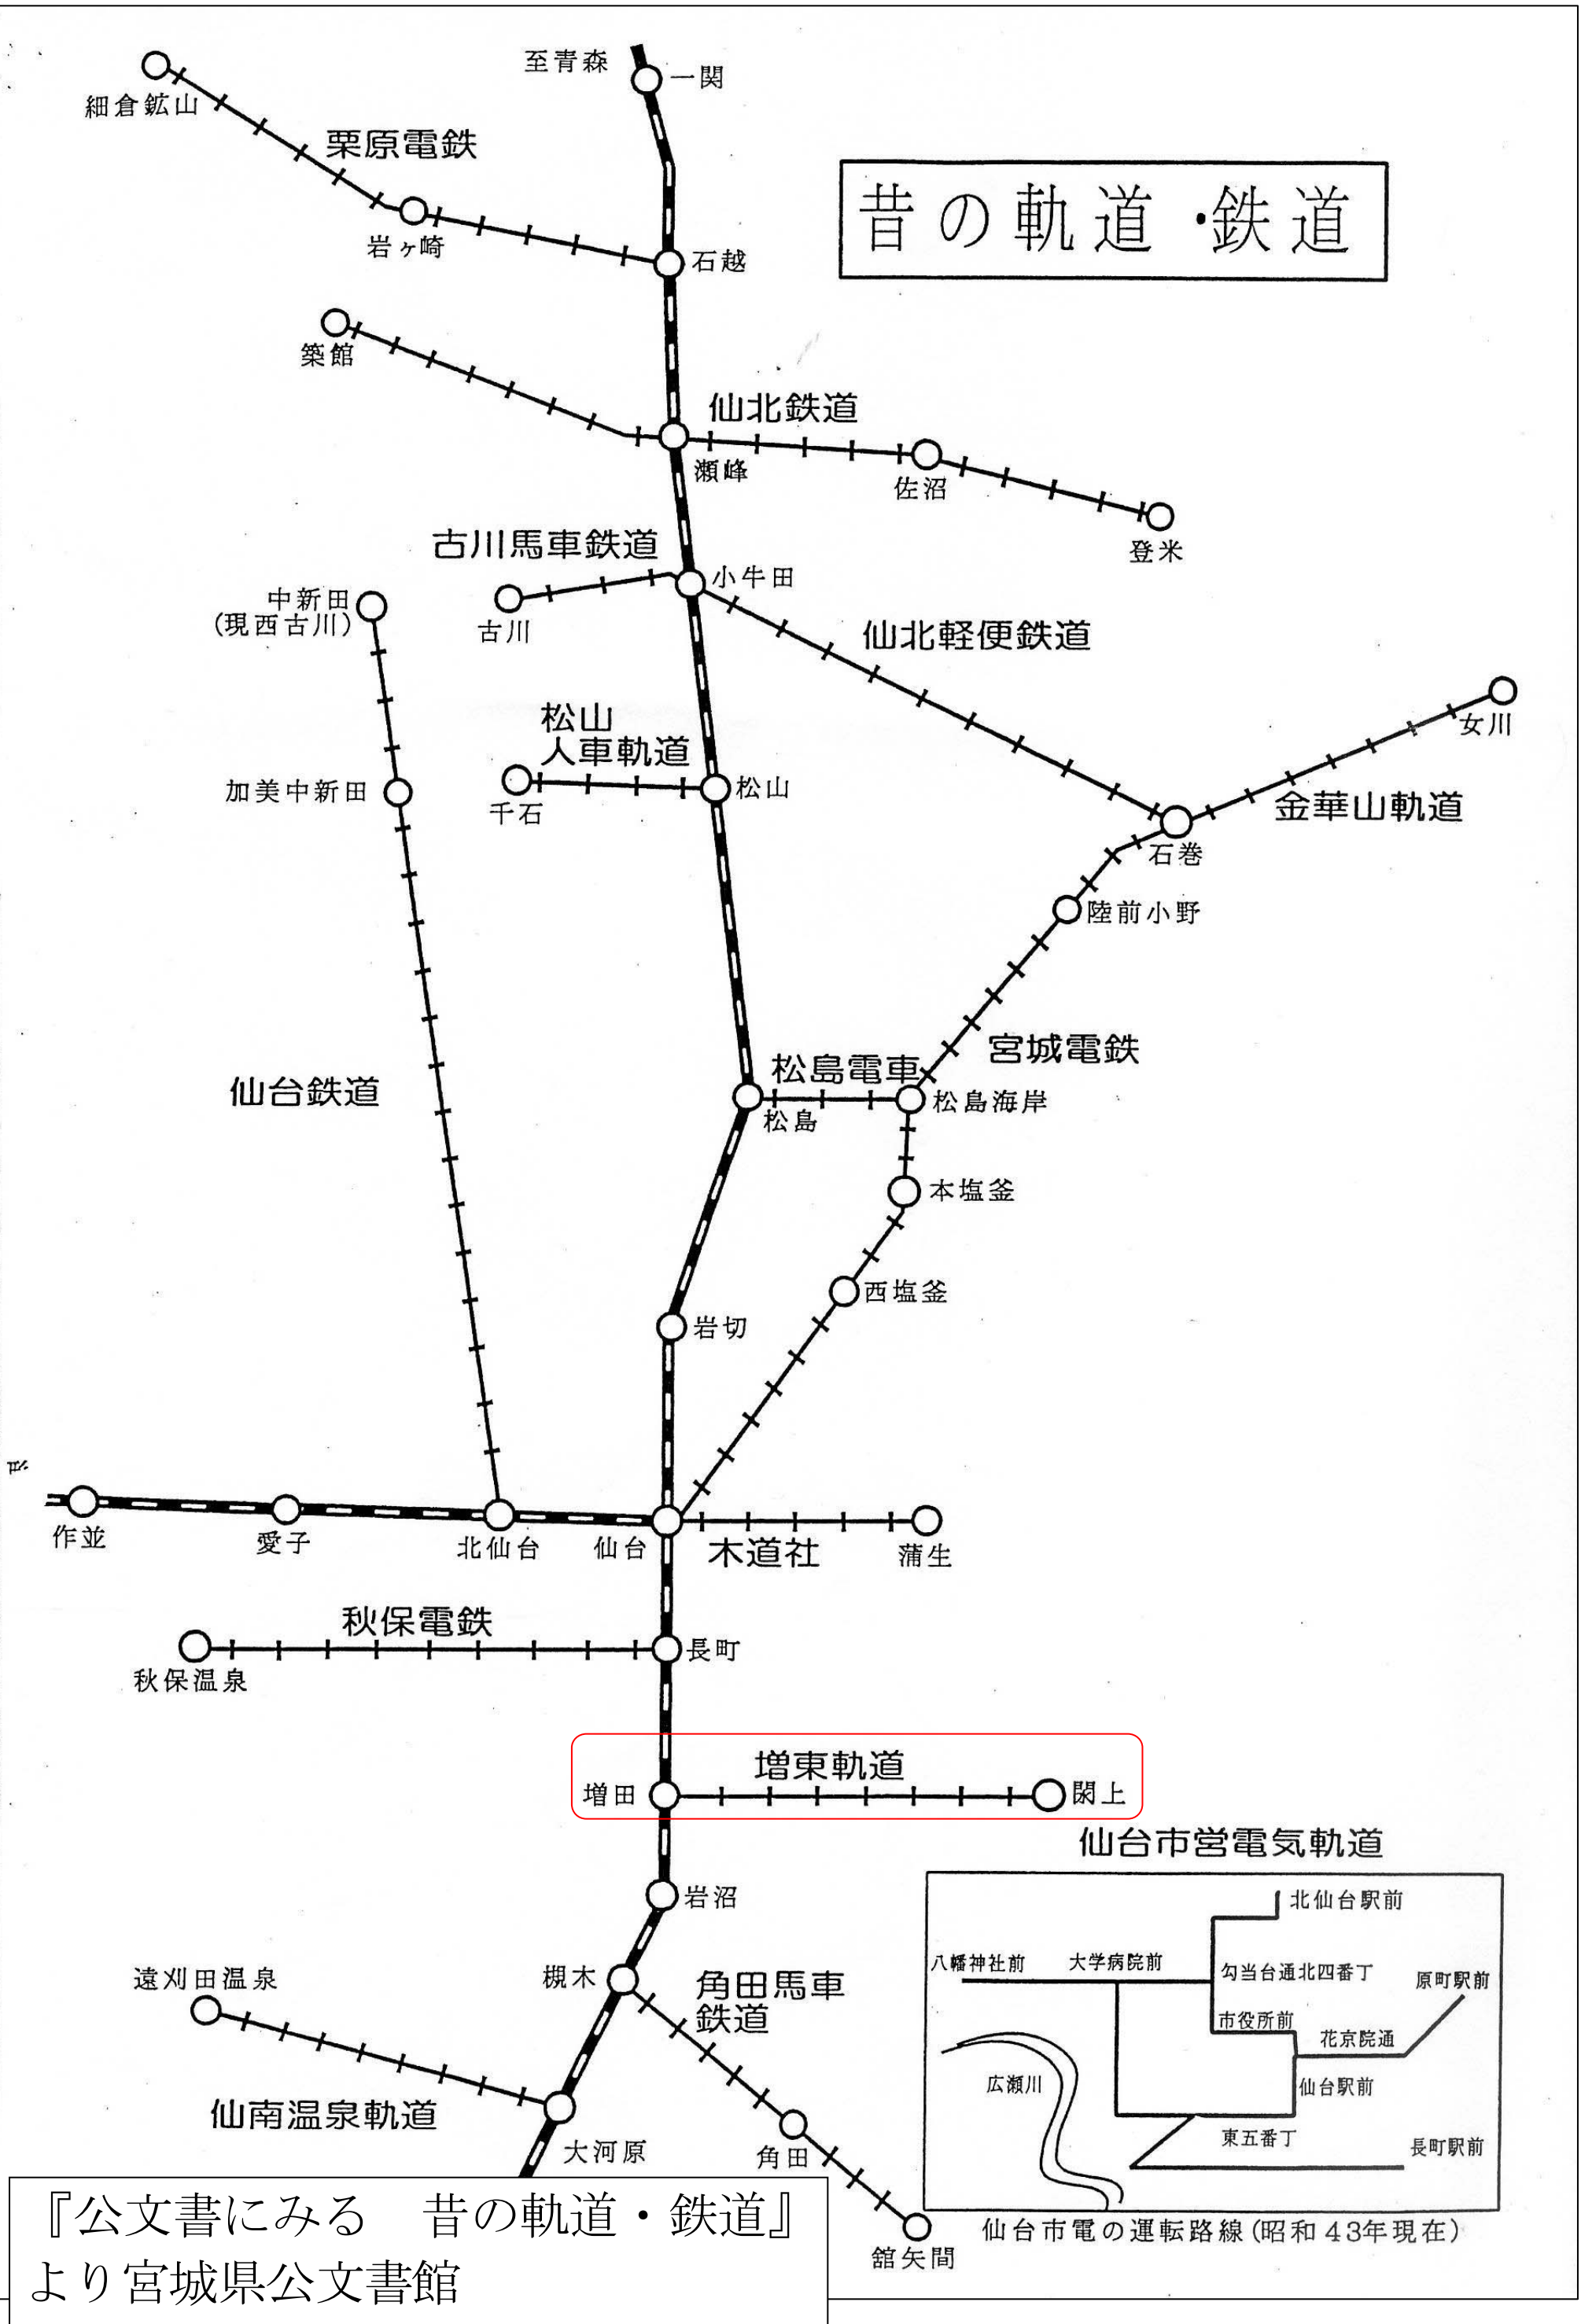 至青森
一関
細倉鉱山
栗原電鉄
昔の軌道・鉄道
岩ヶ崎
石越
築館
仙北鉄道
瀬峰
佐沼
登米
古川馬車鉄道
小牛田
中新田
(現西古川)
古川
仙北軽便鉄道
松山
人車軌道
女川
加美中新田
千石
松山
金華山軌道
石巻
陸前小野
宮城電鉄
松島電車
仙台鉄道
松島
松島海岸
本塩釜
西塩釜
岩切
作並
愛子
北仙台
仙台
木道社
蒲生
秋保電鉄
長町
秋保温泉
増東軌道
増田
閖上
仙台市営電気軌道
岩沼
北仙台駅前
八幡神社前
大学病院前
勾当台通北四番丁
原町駅前
遠刈田温泉
槻木
角田馬車
鉄道
市役所前
花京院通
広瀬川
仙台駅前
仙南温泉軌道
東五番丁
長町駅前
大河原
角田
『公文書にみる　昔の軌道・鉄道』
より宮城県公文書館
舘矢間
仙台市電の運転路線(昭和43年現在)